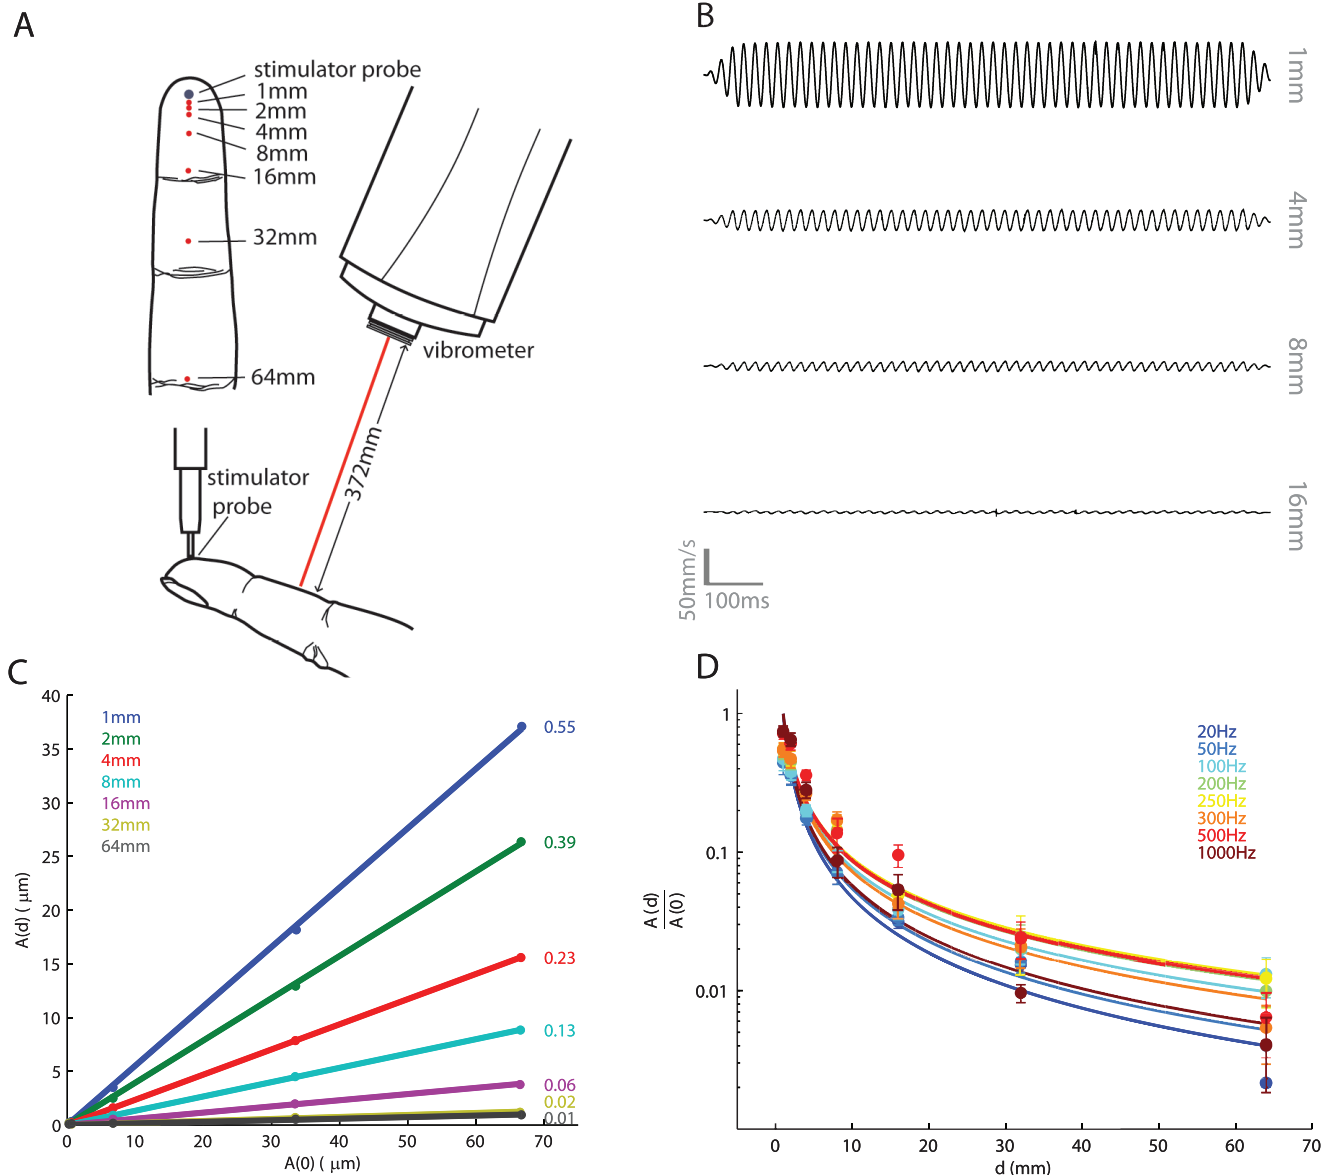 A
stimulator probe
1mm
2mm
4mm
8mm
16mm
32mm
64mm
vibrometer
372mm
stimulator
probe
B
1mm
4mm
8mm
16mm
50mm/s
100ms
C
40
35
30
25
20
15
10
5
0
A(d) ( μm)
1mm
2mm
4mm
8mm
16mm
32mm
64mm
0.55
0.39
0.23
0.13
0.06
0.02
0.01
0 10 20 30 40 50 60 70
A(0) ( μm)
D
1
0.1
0.01
A(d)
A(0)
20Hz
50Hz
100Hz
200Hz
250Hz
300Hz
500Hz
1000Hz
0 10 20 30 40 50 60 70
d (mm)